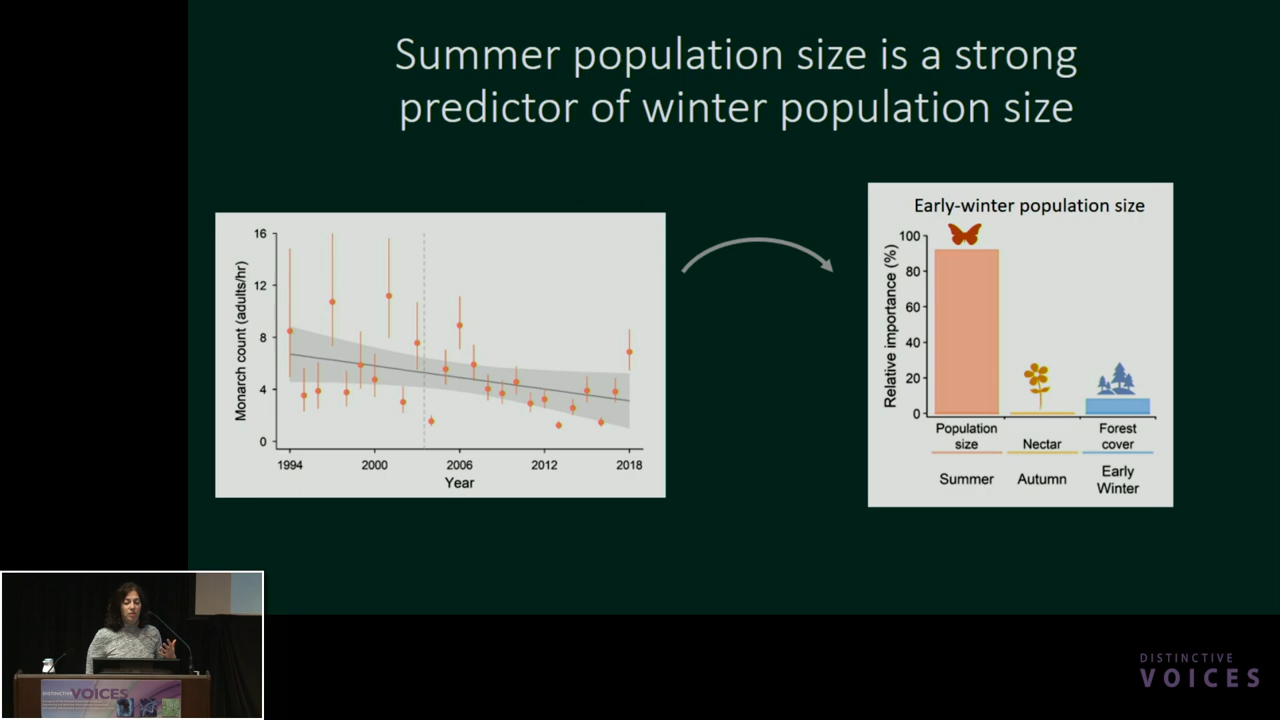 Summer population size is a strong
predictor of winter population size
Monarch count (adults/hr)
16
12
8
4
0
1994
2000
2006
2012
2018
Year
Early-winter population size
Relative importance (%)
100
80
60
40
20
0
Population
size
Nectar
Forest
cover
Summer
Autumn
Early
Winter
DISTINCTIVE VOICES
DISTINCTIVE
VOICES